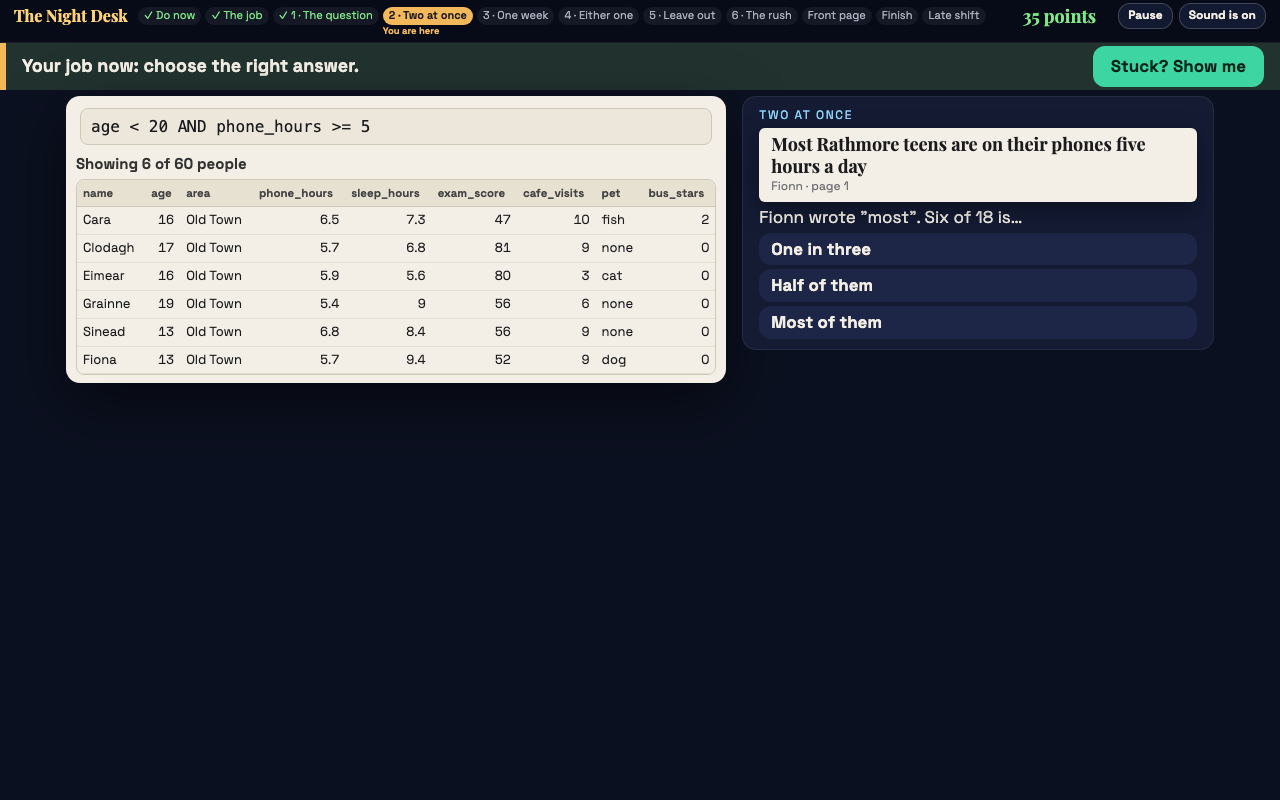 The Night Desk ✓ Do now ✓ The job ✓ 1 · The question 2 · Two at once 3 · One week 4 · Either one 5 · Leave out 6 · The rush Front page Finish Late shift 35 points Pause Sound is on
You are here
Your job now: choose the right answer. Stuck? Show me
age < 20 AND phone_hours >= 5
Showing 6 of 60 people
name age area phone_hours sleep_hours exam_score cafe_visits pet bus_stars
Cara 16 Old Town 6.5 7.3 47 10 fish 2
Clodagh 17 Old Town 5.7 6.8 81 9 none 0
Eimear 16 Old Town 5.9 5.6 80 3 cat 0
Grainne 19 Old Town 5.4 9 56 6 none 0
Sinead 13 Old Town 6.8 8.4 56 9 none 0
Fiona 13 Old Town 5.7 9.4 52 9 dog 0
TWO AT ONCE
Most Rathmore teens are on their phones five
hours a day
Fionn · page 1
Fionn wrote ”most”. Six of 18 is…
One in three
Half of them
Most of them